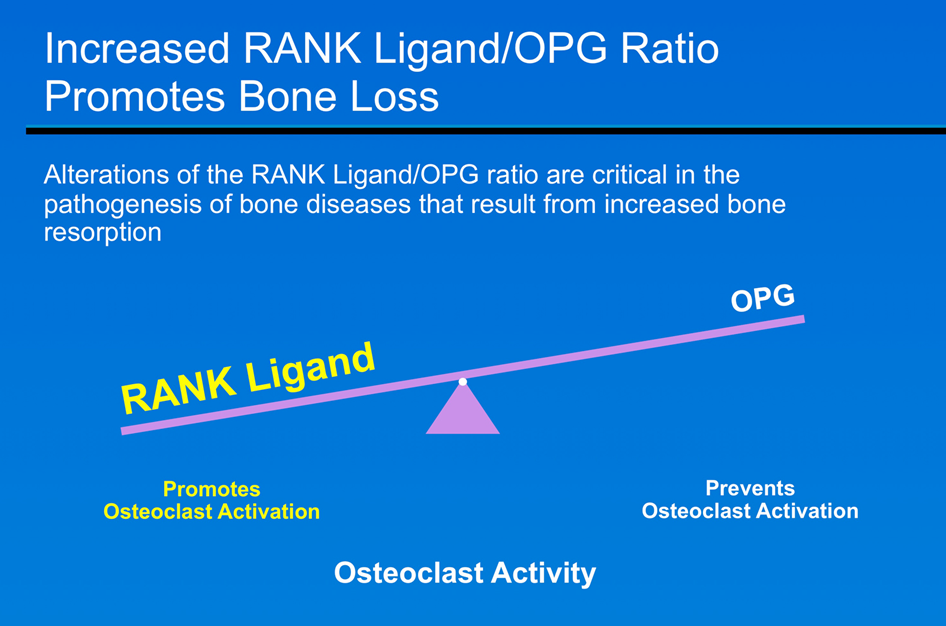 Increased RANK Ligand/OPG Ratio
Promotes Bone Loss
Alterations of the RANK Ligand/OPG ratio are critical in the
pathogenesis of bone diseases that result from increased bone
resorption
OPG
RANK Ligand
Promotes
Osteoclast Activation
Prevents
Osteoclast Activation
Osteoclast Activity